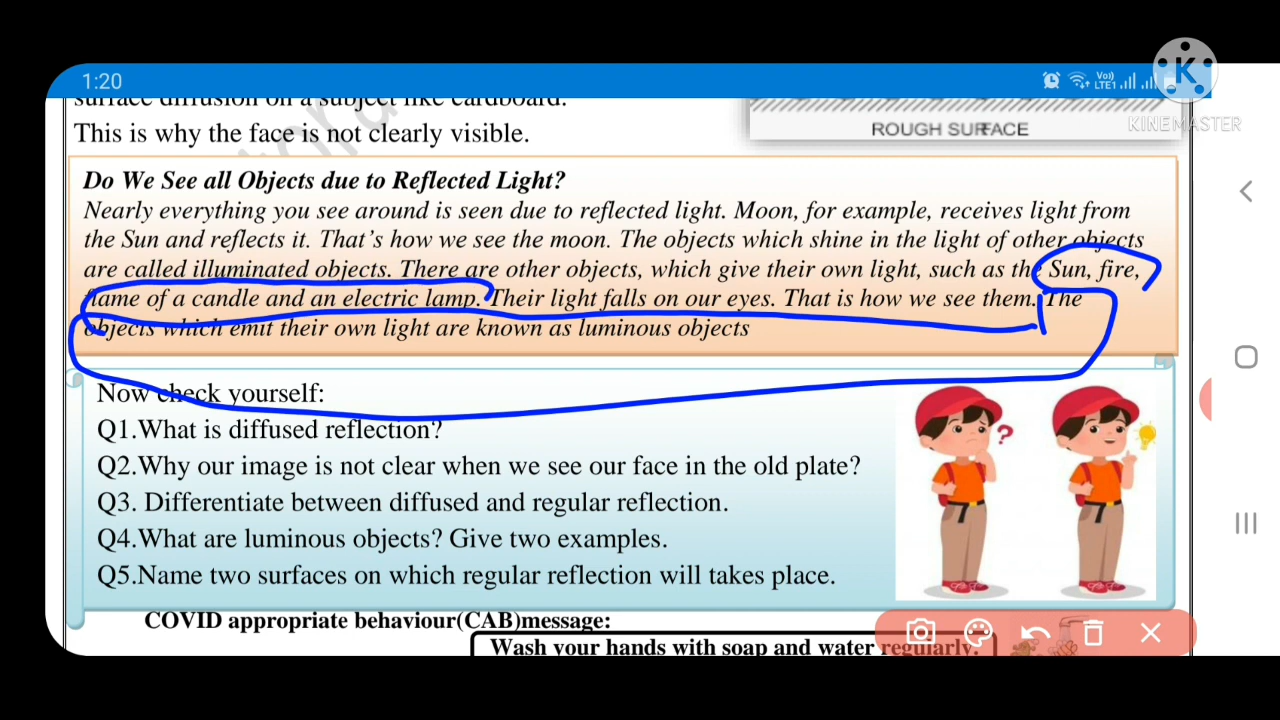 1:20
Vo)
LTE1
KINEMASTER
surface diffusion on a subject like cardboard.
This is why the face is not clearly visible.
ROUGH SURFACE
Do We See all Objects due to Reflected Light?
Nearly everything you see around is seen due to reflected light. Moon, for example, receives light from
the Sun and reflects it. That's how we see the moon. The objects which shine in the light of other objects
are called illuminated objects. There are other objects, which give their own light, such as the Sun, fire,
flame of a candle and an electric lamp. Their light falls on our eyes. That is how we see them. The
objects which emit their own light are known as luminous objects
Now check yourself:
Q1.What is diffused reflection?
Q2.Why our image is not clear when we see our face in the old plate?
Q3. Differentiate between diffused and regular reflection.
Q4.What are luminous objects? Give two examples.
Q5.Name two surfaces on which regular reflection will takes place.
COVID appropriate behaviour(CAB)message:
Wash your hands with soap and water regularly.